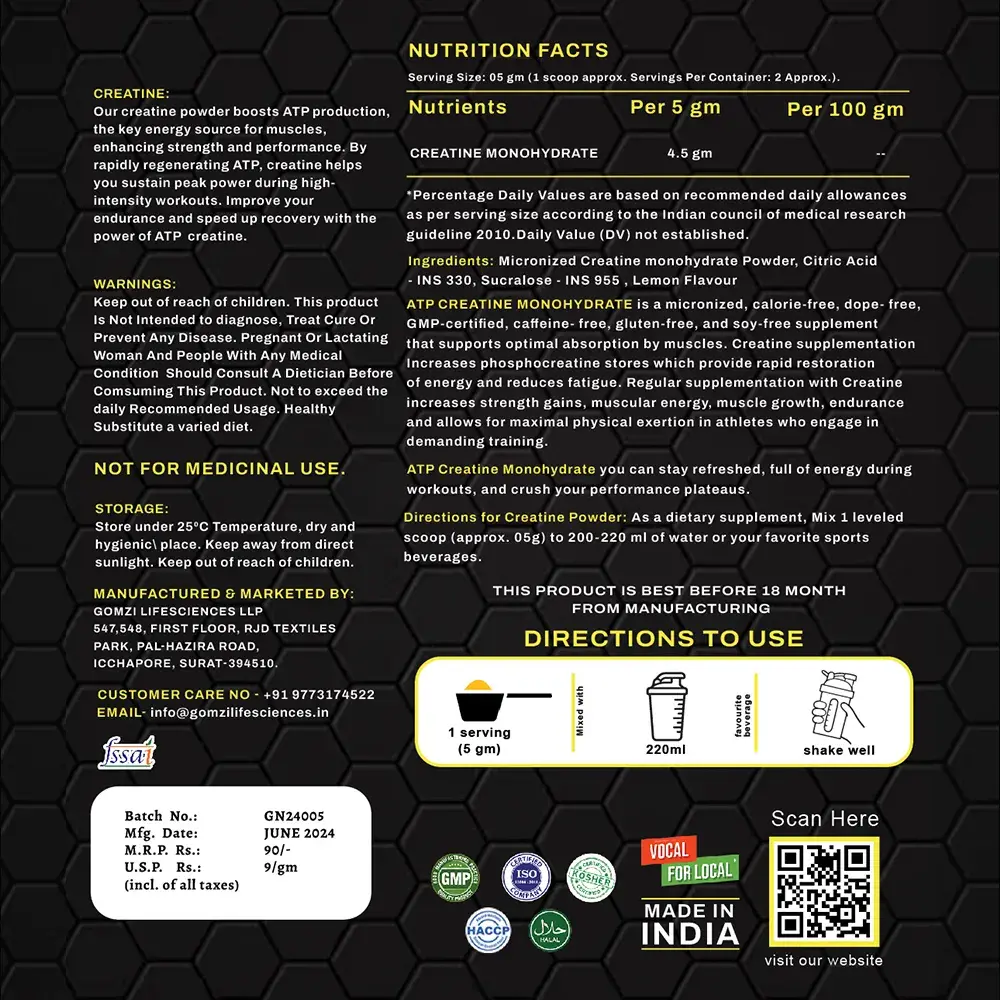 CREATINE:
Our creatine powder boosts ATP production,
the key energy source for muscles,
enhancing strength and performance. By
rapidly regenerating ATP, creatine helps
you sustain peak power during high-
intensity workouts. Improve your
endurance and speed up recovery with the
power of ATP creatine.
WARNINGS:
Keep out of reach of children. This product
Is Not Intended to diagnose, Treat Cure Or
Prevent Any Disease. Pregnant Or Lactating
Woman And People With Any Medical
Condition Should Consult A Dietician Before
Comsuming This Product. Not to exceed the
daily Recommended Usage. Healthy
Substitute a varied diet.
NOT FOR MEDICINAL USE.
STORAGE:
Store under 25°C Temperature, dry and
hygienic\ place. Keep away from direct
sunlight. Keep out of reach of children.
MANUFACTURED & MARKETED BY:
GOMZI LIFESCIENCES LLP
547,548, FIRST FLOOR, RJD TEXTILES
PARK, PAL-HAZIRA ROAD,
ICCHAPORE, SURAT-394510.
CUSTOMER CARE NO - +91 9773174522
EMAIL- info@gomzilifesciences.in
fssai
Batch No.: GN24005
Mfg. Date: JUNE 2024
M.R.P. Rs.: 90/-
U.S.P. Rs.: 9/gm
(incl. of all taxes)
NUTRITION FACTS
Serving Size: 05 gm (1 scoop approx. Servings Per Container: 2 Approx.).
Nutrients Per 5 gm Per 100 gm
CREATINE MONOHYDRATE 4.5 gm --
*Percentage Daily Values are based on recommended daily allowances
as per serving size according to the Indian council of medical research
guideline 2010.Daily Value (DV) not established.
Ingredients: Micronized Creatine monohydrate Powder, Citric Acid
- INS 330, Sucralose - INS 955 , Lemon Flavour
ATP CREATINE MONOHYDRATE is a micronized, calorie-free, dope- free,
GMP-certified, caffeine- free, gluten-free, and soy-free supplement
that supports optimal absorption by muscles. Creatine supplementation
Increases phosphocreatine stores which provide rapid restoration
of energy and reduces fatigue. Regular supplementation with Creatine
increases strength gains, muscular energy, muscle growth, endurance
and allows for maximal physical exertion in athletes who engage in
demanding training.
ATP Creatine Monohydrate you can stay refreshed, full of energy during
workouts, and crush your performance plateaus.
Directions for Creatine Powder: As a dietary supplement, Mix 1 leveled
scoop (approx. 05g) to 200-220 ml of water or your favorite sports
beverages.
THIS PRODUCT IS BEST BEFORE 18 MONTH
FROM MANUFACTURING
DIRECTIONS TO USE
1 serving
(5 gm)
Mixed with
220ml
favourite
beverage
shake well
GMP
CERTIFIED
ISO
COMPANY
KOSHER
HACCP
حلال
HALAL
VOCAL
FOR LOCAL
MADE IN
INDIA
Scan Here
visit our website